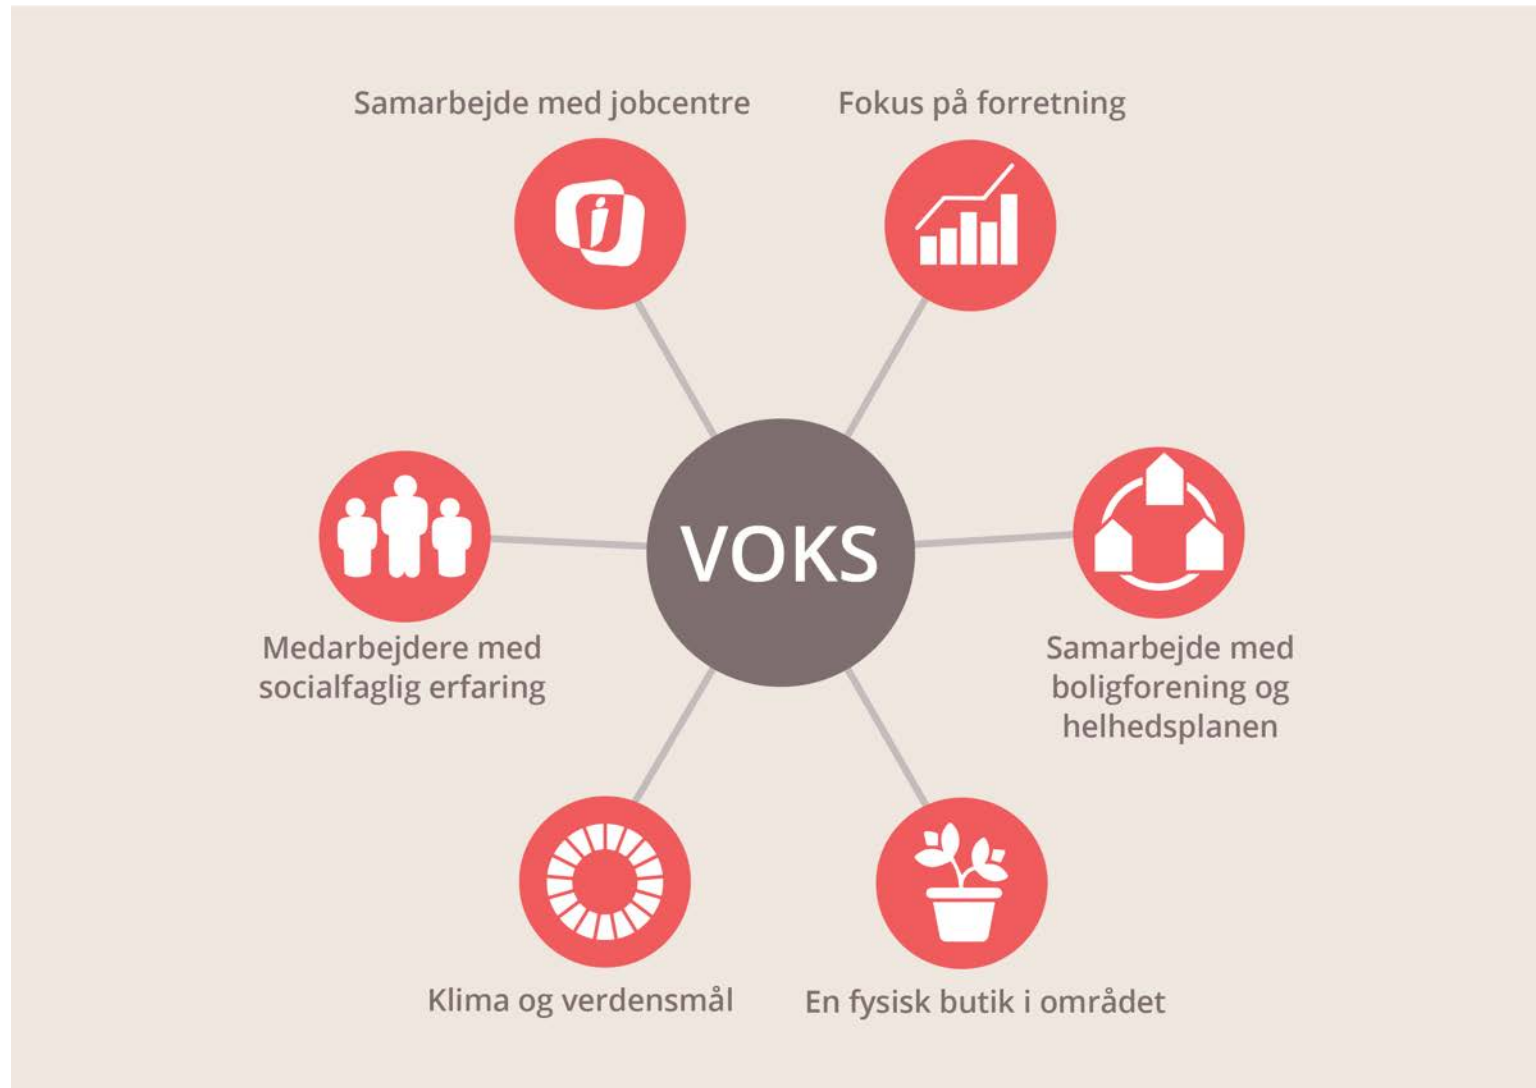 Samarbejde med jobcentre
Fokus på forretning
VOKS
Medarbejdere med
socialfaglig erfaring
Samarbejde med
boligforening og
helhedsplanen
Klima og verdensmål
En fysisk butik i området